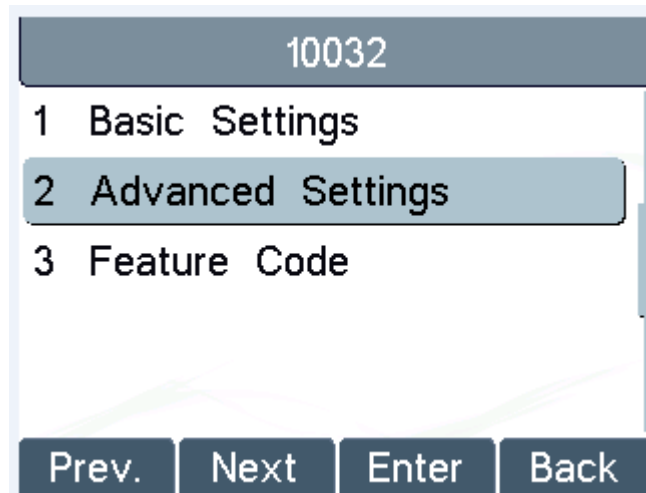 10032
1 Basic Settings
2 Advanced Settings
3 Feature Code
Prev. Next Enter Back